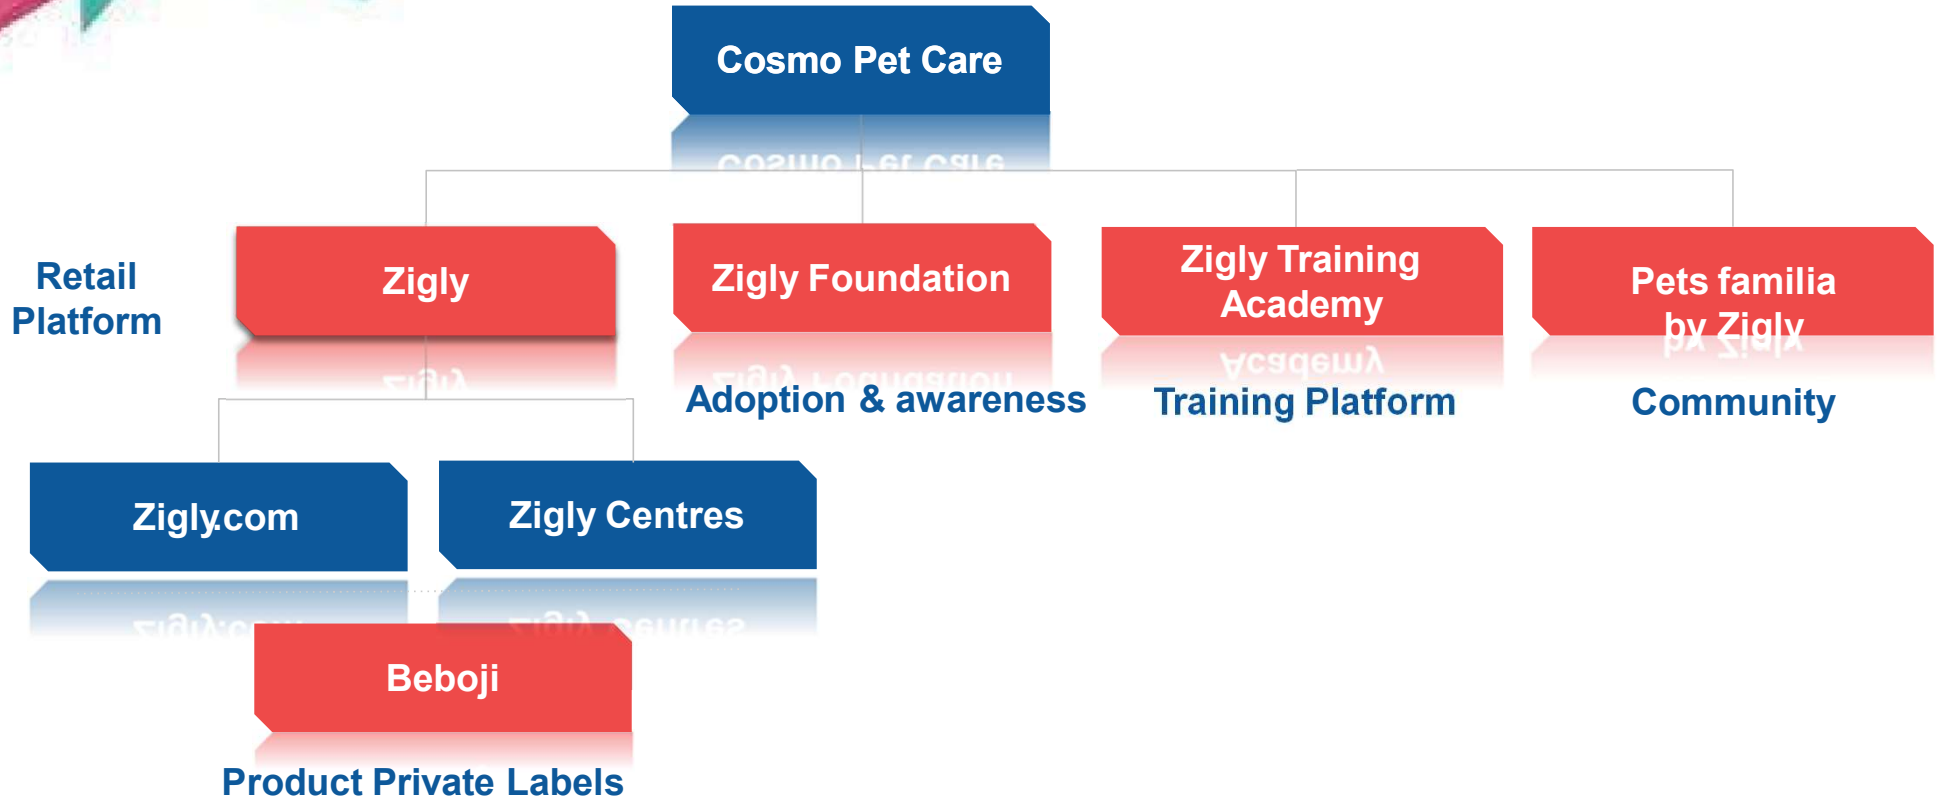 Cosmo Pet Care
Retail
Platform
Zigly
Zigly Foundation
Zigly Training
Academy
Pets familia
by Zigly
Adoption & awareness
Training Platform
Community
Zigly.com
Zigly Centres
Beboji
Product Private Labels